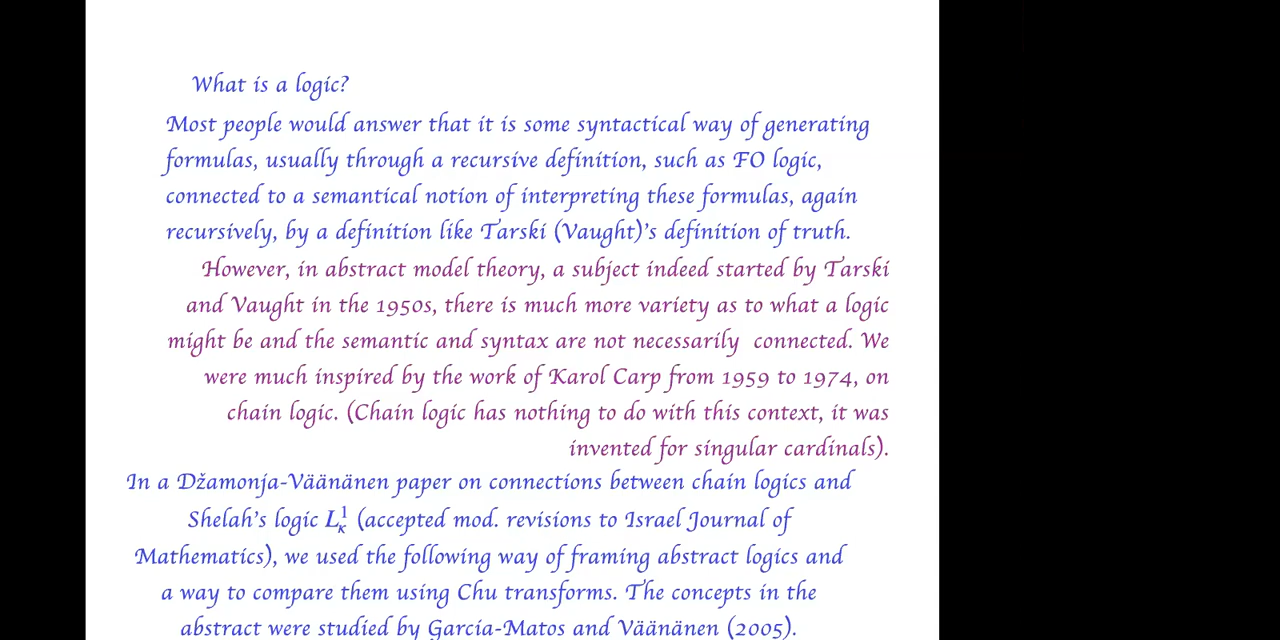 What is a logic?
Most people would answer that it is some syntactical way of generating
formulas, usually through a recursive definition, such as FO logic,
connected to a semantical notion of interpreting these formulas, again
recursively, by a definition like Tarski (Vaught)'s definition of truth.
However, in abstract model theory, a subject indeed started by Tarski
and Vaught in the 1950s, there is much more variety as to what a logic
might be and the semantic and syntax are not necessarily connected. We
were much inspired by the work of Karol Carp from 1959 to 1974, on
chain logic. (Chain logic has nothing to do with this context, it was
invented for singular cardinals).
In a Džamonja-Väänänen paper on connections between chain logics and
Shelah's logic $L^1_\kappa$ (accepted mod. revisions to Israel Journal of
Mathematics), we used the following way of framing abstract logics and
a way to compare them using Chu transforms. The concepts in the
abstract were studied by García-Matos and Väänänen (2005).